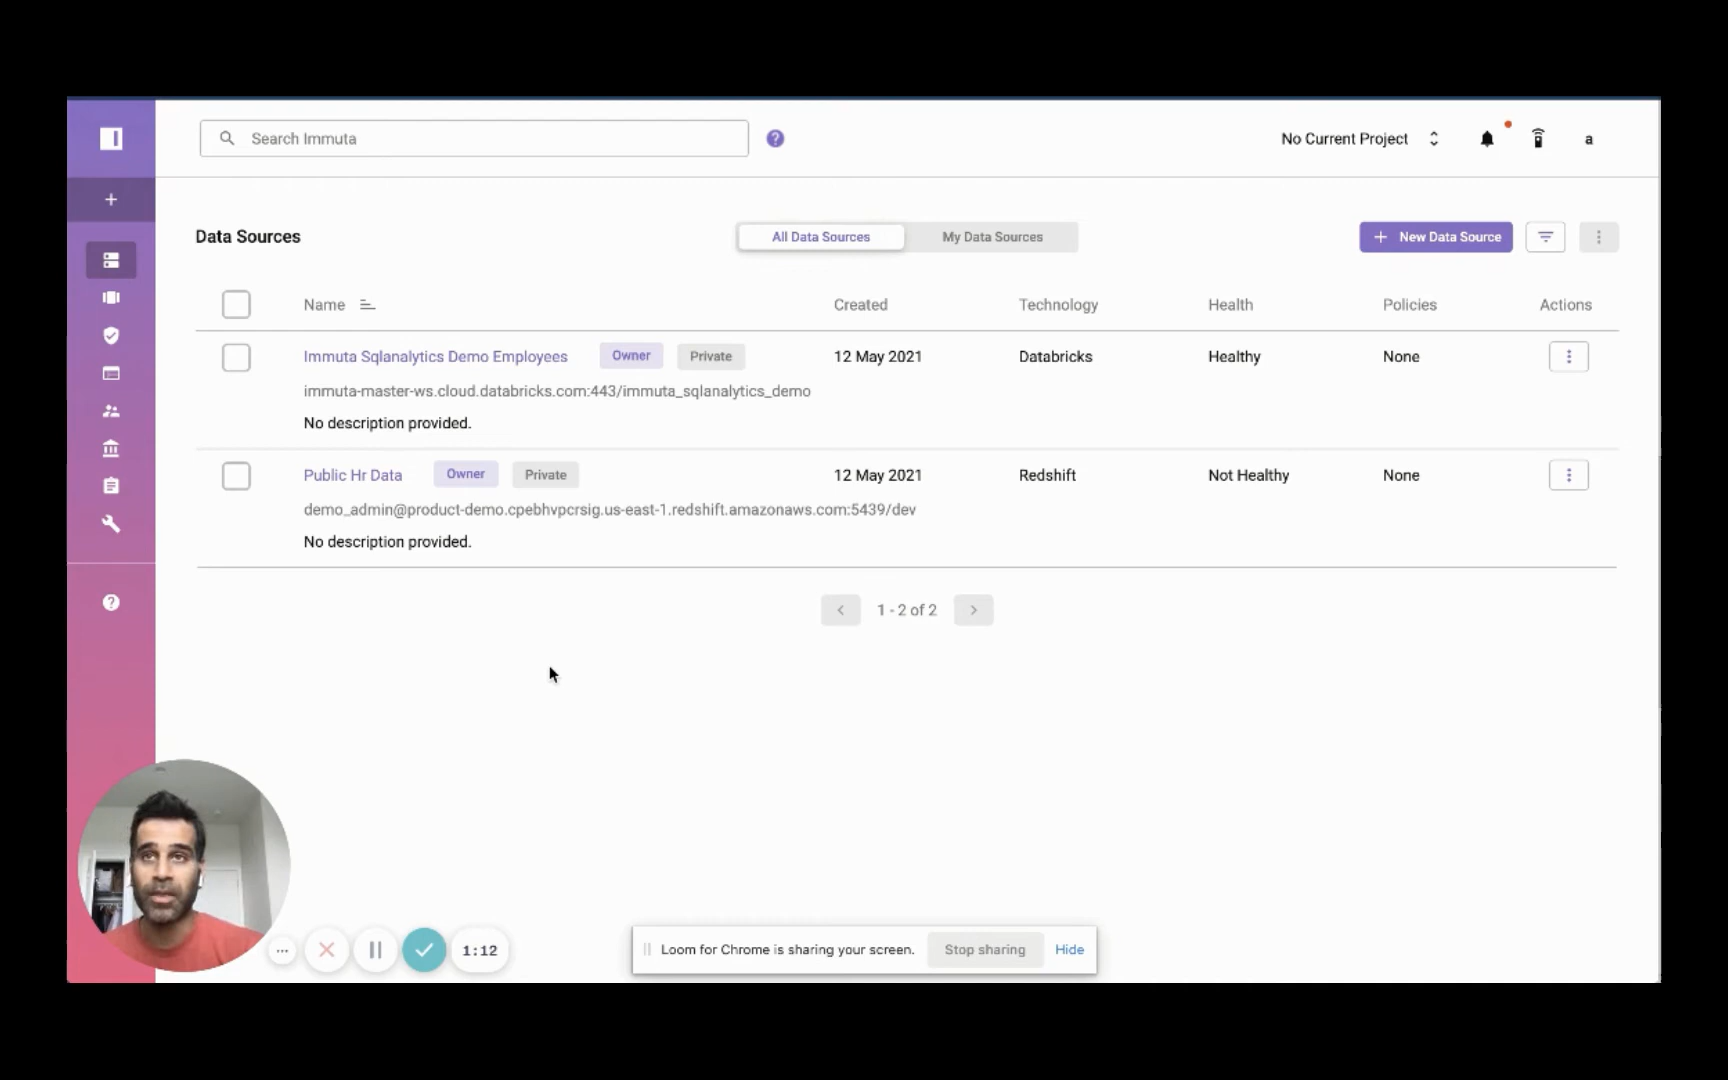 Search Immuta
?
No Current Project
a
+
Data Sources
All Data Sources
My Data Sources
+ New Data Source
Name
Created
Technology
Health
Policies
Actions
Immuta Sqlanalytics Demo Employees Owner Private 12 May 2021 Databricks Healthy None
immuta-master-ws.cloud.databricks.com:443/immuta_sqlanalytics_demo
No description provided.
Public Hr Data Owner Private 12 May 2021 Redshift Not Healthy None
demo_admin@product-demo.cpebhvpcrsig.us-east-1.redshift.amazonaws.com:5439/dev
No description provided.
1 - 2 of 2
?
1:12
Loom for Chrome is sharing your screen. Stop sharing Hide